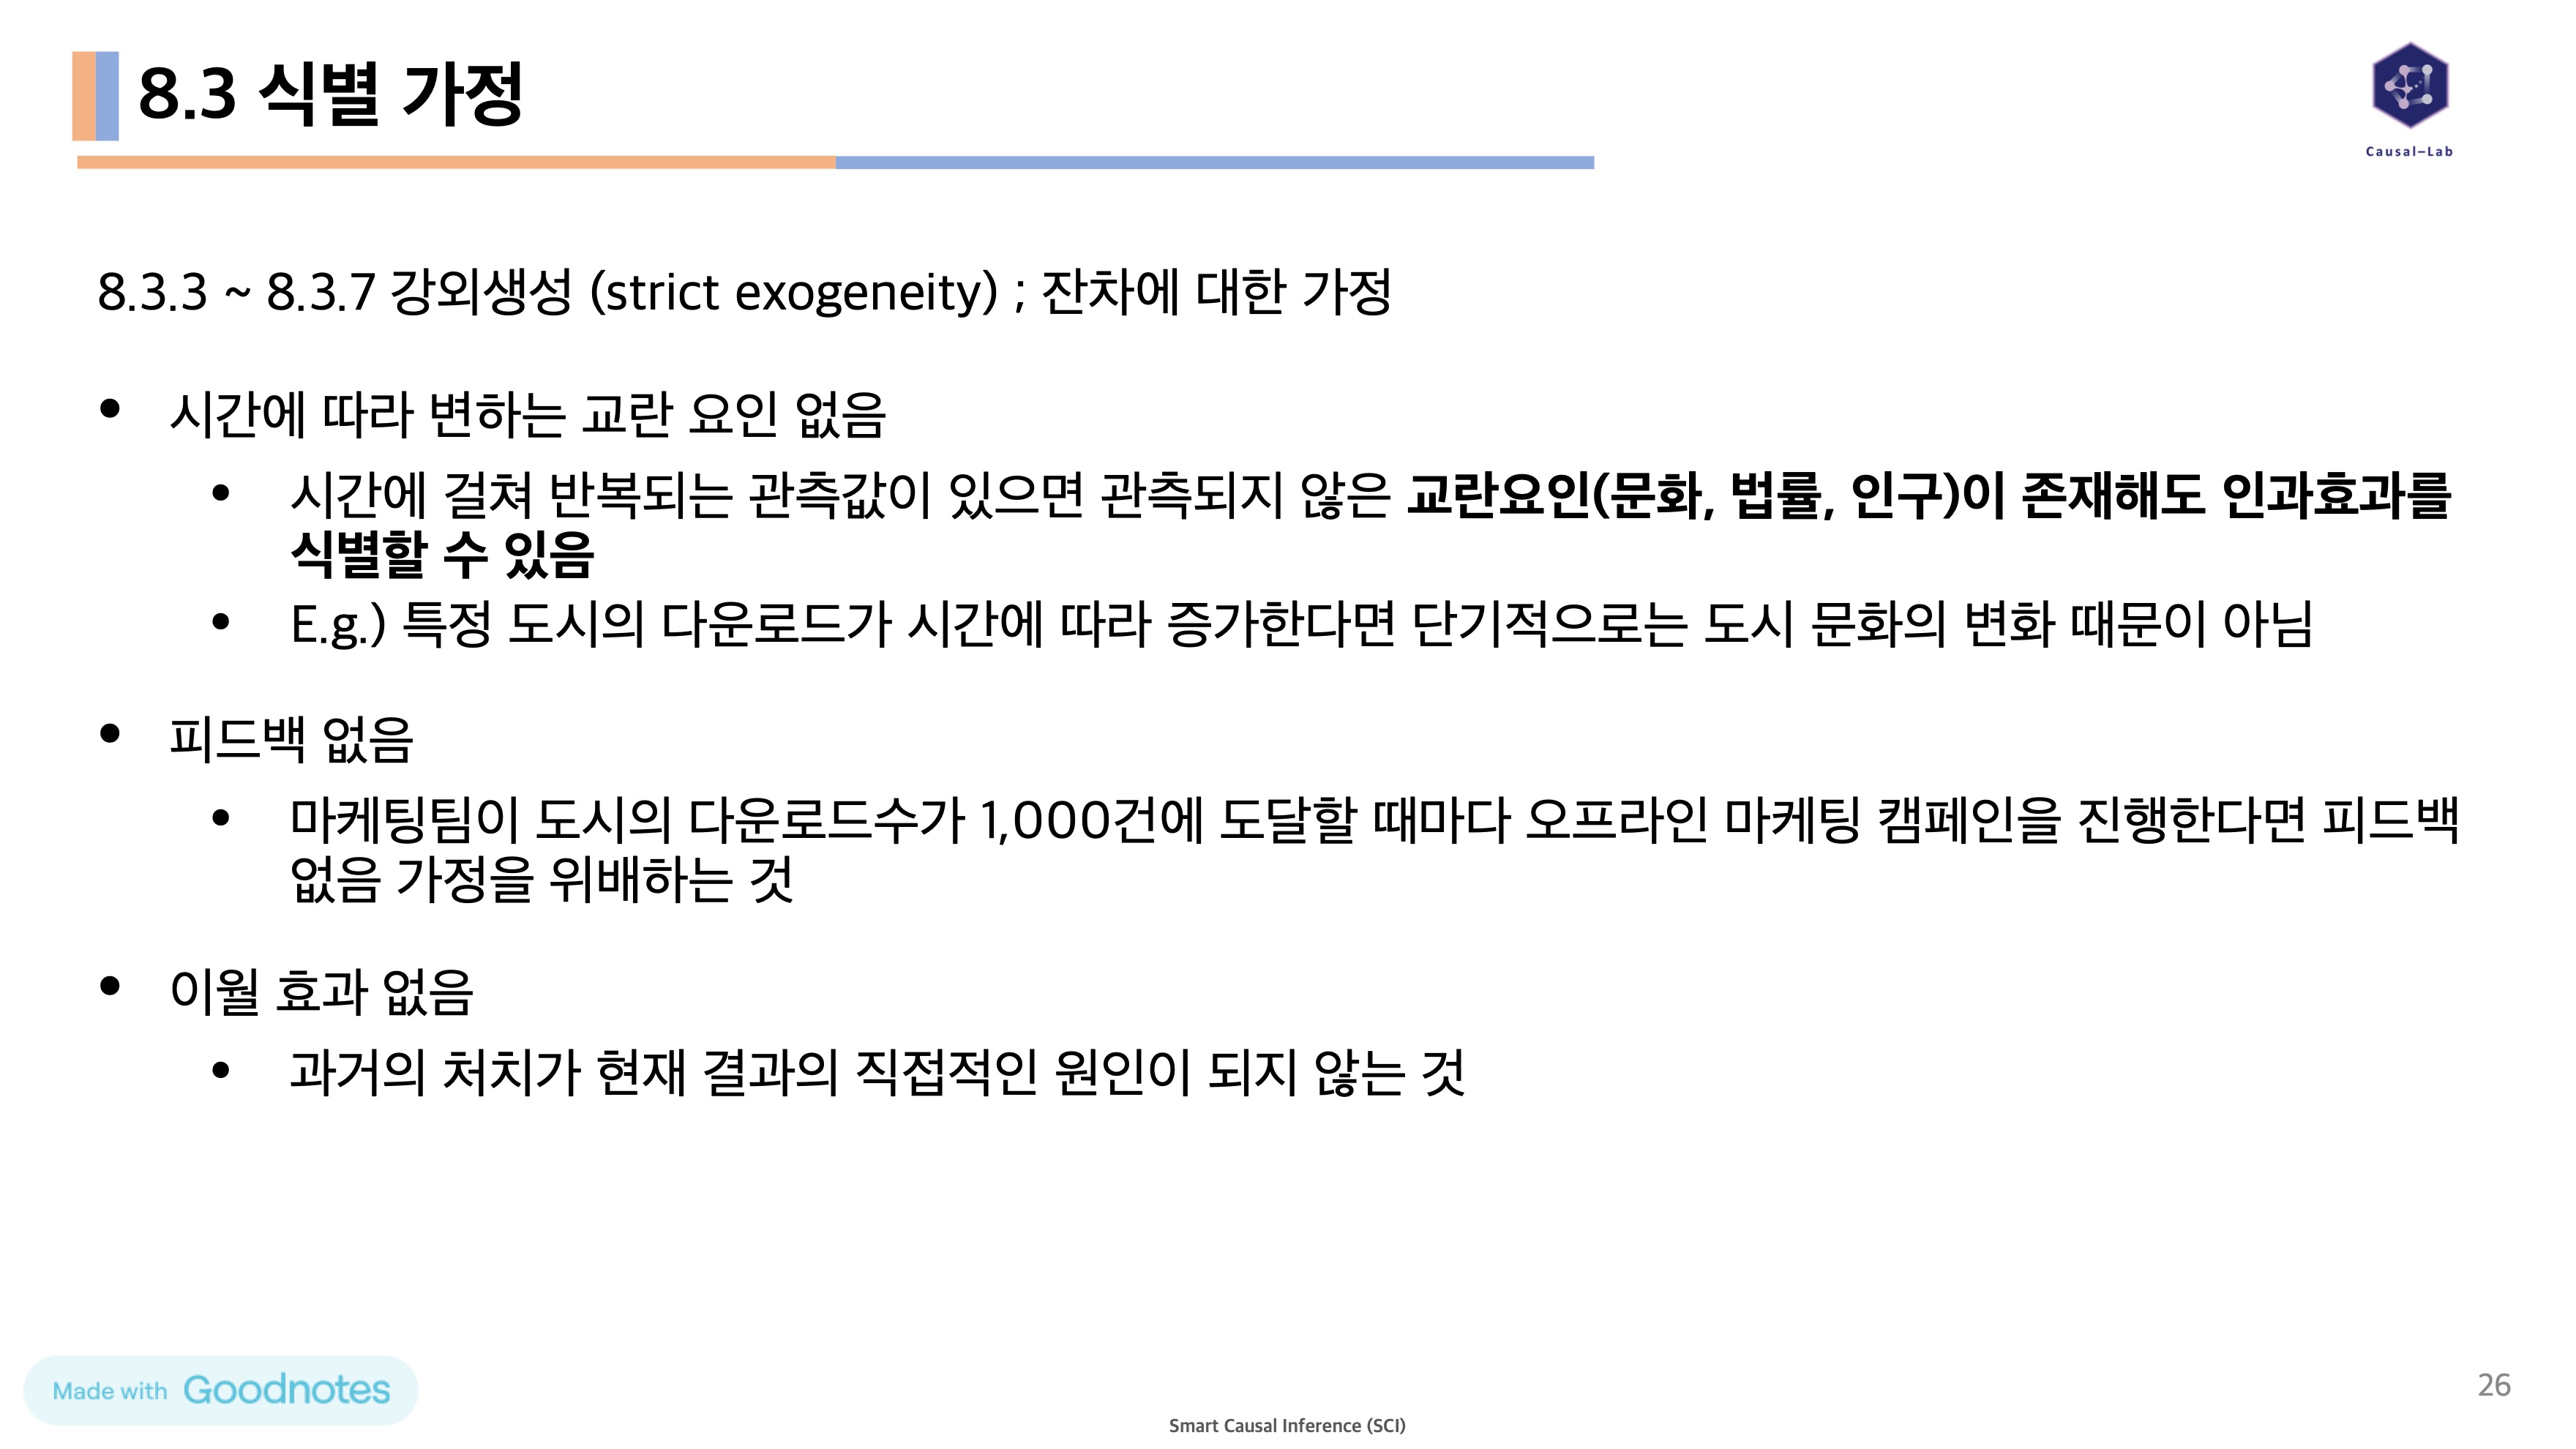 8.3 식별 가정
Causal–Lab
8.3.3 ~ 8.3.7 강외생성 (strict exogeneity) ; 잔차에 대한 가정
• 시간에 따라 변하는 교란 요인 없음
• 시간에 걸쳐 반복되는 관측값이 있으면 관측되지 않은 교란요인(문화, 법률, 인구)이 존재해도 인과효과를
식별할 수 있음
• E.g.) 특정 도시의 다운로드가 시간에 따라 증가한다면 단기적으로는 도시 문화의 변화 때문이 아님
• 피드백 없음
• 마케팅팀이 도시의 다운로드수가 1,000건에 도달할 때마다 오프라인 마케팅 캠페인을 진행한다면 피드백
없음 가정을 위배하는 것
• 이월 효과 없음
• 과거의 처치가 현재 결과의 직접적인 원인이 되지 않는 것
Made with Goodnotes
26
Smart Causal Inference (SCI)